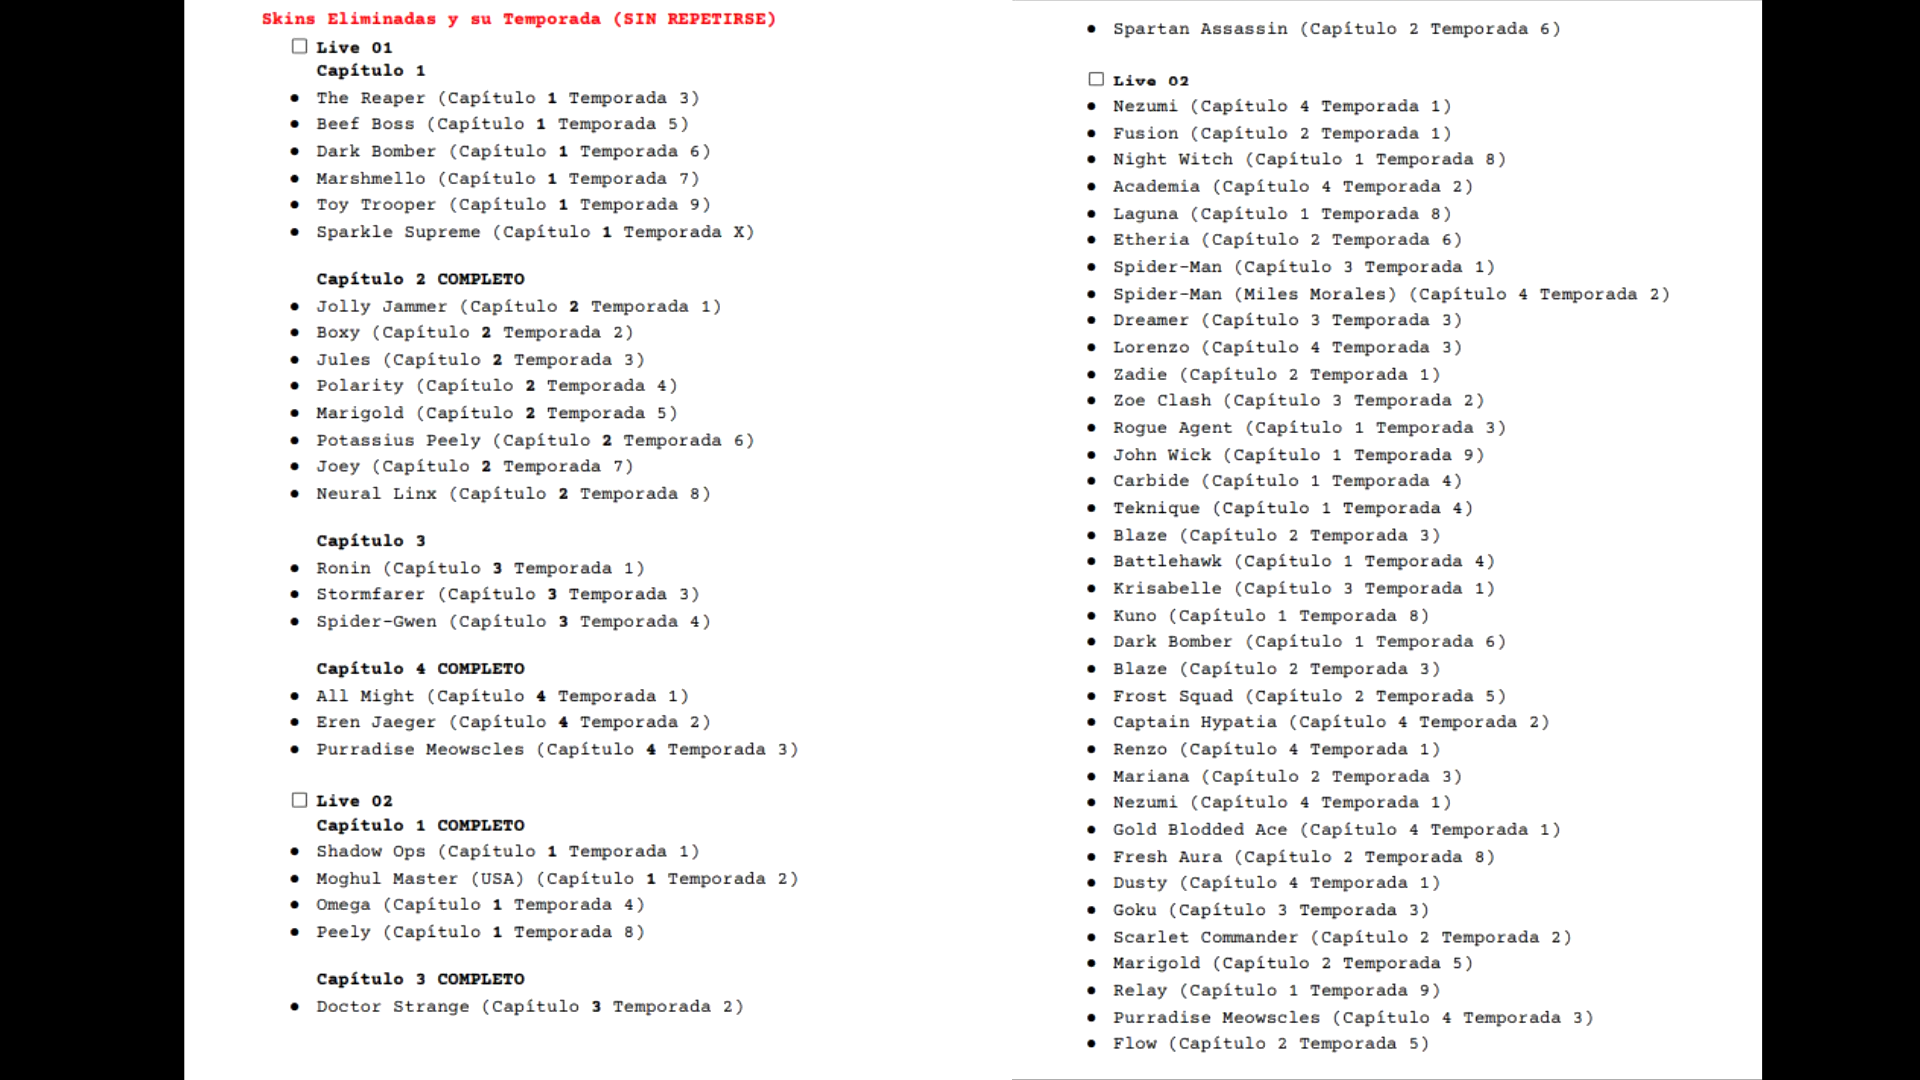 Skins Eliminadas y su Temporada (SIN REPETIRSE)
Live 01
Capítulo 1
The Reaper (Capítulo 1 Temporada 3)
Beef Boss (Capítulo 1 Temporada 5)
Dark Bomber (Capítulo 1 Temporada 6)
Marshmello (Capítulo 1 Temporada 7)
Toy Trooper (Capítulo 1 Temporada 9)
Sparkle Supreme (Capítulo 1 Temporada X)
Capítulo 2 COMPLETO
Jolly Jammer (Capítulo 2 Temporada 1)
Boxy (Capítulo 2 Temporada 2)
Jules (Capítulo 2 Temporada 3)
Polarity (Capítulo 2 Temporada 4)
Marigold (Capítulo 2 Temporada 5)
Potassius Peely (Capítulo 2 Temporada 6)
Joey (Capítulo 2 Temporada 7)
Neural Linx (Capítulo 2 Temporada 8)
Capítulo 3
Ronin (Capítulo 3 Temporada 1)
Stormfarer (Capítulo 3 Temporada 3)
Spider-Gwen (Capítulo 3 Temporada 4)
Capítulo 4 COMPLETO
All Might (Capítulo 4 Temporada 1)
Eren Jaeger (Capítulo 4 Temporada 2)
Purradise Meowscles (Capítulo 4 Temporada 3)
Live 02
Capítulo 1 COMPLETO
Shadow Ops (Capítulo 1 Temporada 1)
Moghul Master (USA) (Capítulo 1 Temporada 2)
Omega (Capítulo 1 Temporada 4)
Peely (Capítulo 1 Temporada 8)
Capítulo 3 COMPLETO
Doctor Strange (Capítulo 3 Temporada 2)
Spartan Assassin (Capítulo 2 Temporada 6)
Live 02
Nezumi (Capítulo 4 Temporada 1)
Fusion (Capítulo 2 Temporada 1)
Night Witch (Capítulo 1 Temporada 8)
Academia (Capítulo 4 Temporada 2)
Laguna (Capítulo 1 Temporada 8)
Etheria (Capítulo 2 Temporada 6)
Spider-Man (Capítulo 3 Temporada 1)
Spider-Man (Miles Morales) (Capítulo 4 Temporada 2)
Dreamer (Capítulo 3 Temporada 3)
Lorenzo (Capítulo 4 Temporada 3)
Zadie (Capítulo 2 Temporada 1)
Zoe Clash (Capítulo 3 Temporada 2)
Rogue Agent (Capítulo 1 Temporada 3)
John Wick (Capítulo 1 Temporada 9)
Carbide (Capítulo 1 Temporada 4)
Teknique (Capítulo 1 Temporada 4)
Blaze (Capítulo 2 Temporada 3)
Battlehawk (Capítulo 1 Temporada 4)
Krisabelle (Capítulo 3 Temporada 1)
Kuno (Capítulo 1 Temporada 8)
Dark Bomber (Capítulo 1 Temporada 6)
Blaze (Capítulo 2 Temporada 3)
Frost Squad (Capítulo 2 Temporada 5)
Captain Hypatia (Capítulo 4 Temporada 2)
Renzo (Capítulo 4 Temporada 1)
Mariana (Capítulo 2 Temporada 3)
Nezumi (Capítulo 4 Temporada 1)
Gold Blodded Ace (Capítulo 4 Temporada 1)
Fresh Aura (Capítulo 2 Temporada 8)
Dusty (Capítulo 4 Temporada 1)
Goku (Capítulo 3 Temporada 3)
Scarlet Commander (Capítulo 2 Temporada 2)
Marigold (Capítulo 2 Temporada 5)
Relay (Capítulo 1 Temporada 9)
Purradise Meowscles (Capítulo 4 Temporada 3)
Flow (Capítulo 2 Temporada 5)